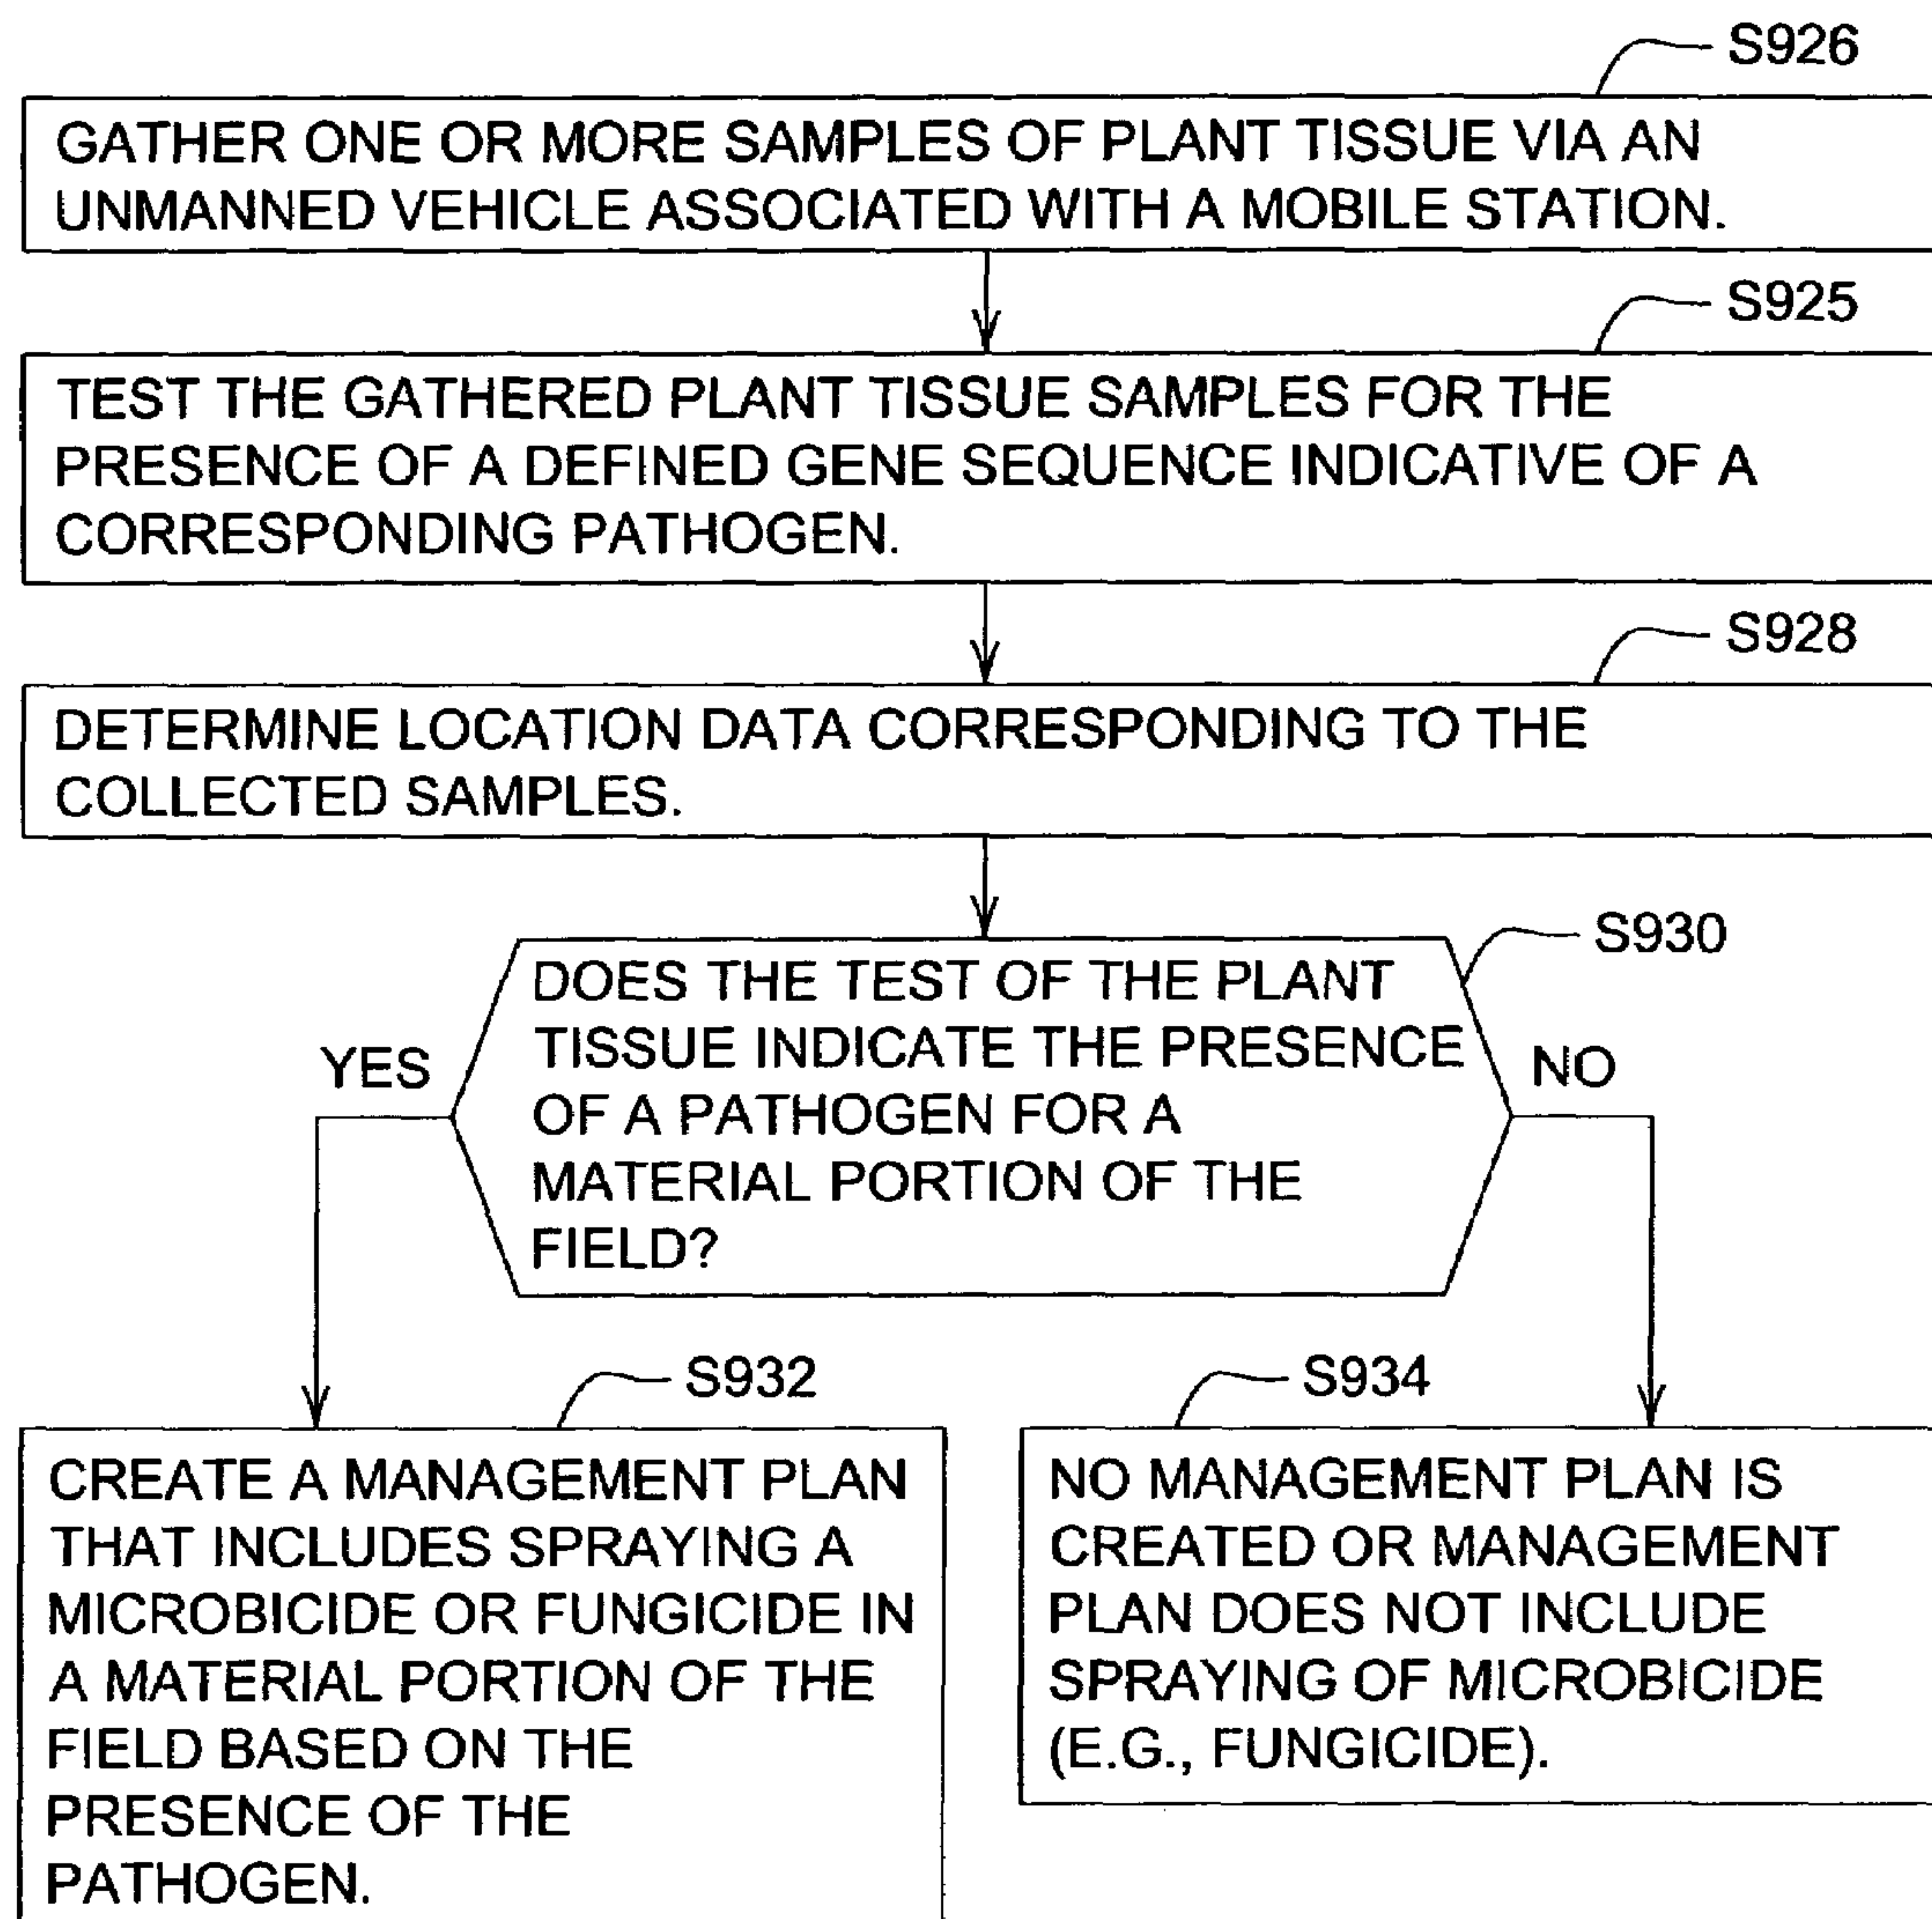 S926
GATHER ONE OR MORE SAMPLES OF PLANT TISSUE VIA AN
UNMANNED VEHICLE ASSOCIATED WITH A MOBILE STATION.
S925
TEST THE GATHERED PLANT TISSUE SAMPLES FOR THE
PRESENCE OF A DEFINED GENE SEQUENCE INDICATIVE OF A
CORRESPONDING PATHOGEN.
S928
DETERMINE LOCATION DATA CORRESPONDING TO THE
COLLECTED SAMPLES.
S930
DOES THE TEST OF THE PLANT
TISSUE INDICATE THE PRESENCE
OF A PATHOGEN FOR A
MATERIAL PORTION OF THE
FIELD?
YES
NO
S932
CREATE A MANAGEMENT PLAN
THAT INCLUDES SPRAYING A
MICROBICIDE OR FUNGICIDE IN
A MATERIAL PORTION OF THE
FIELD BASED ON THE
PRESENCE OF THE
PATHOGEN.
S934
NO MANAGEMENT PLAN IS
CREATED OR MANAGEMENT
PLAN DOES NOT INCLUDE
SPRAYING OF MICROBICIDE
(E.G., FUNGICIDE).